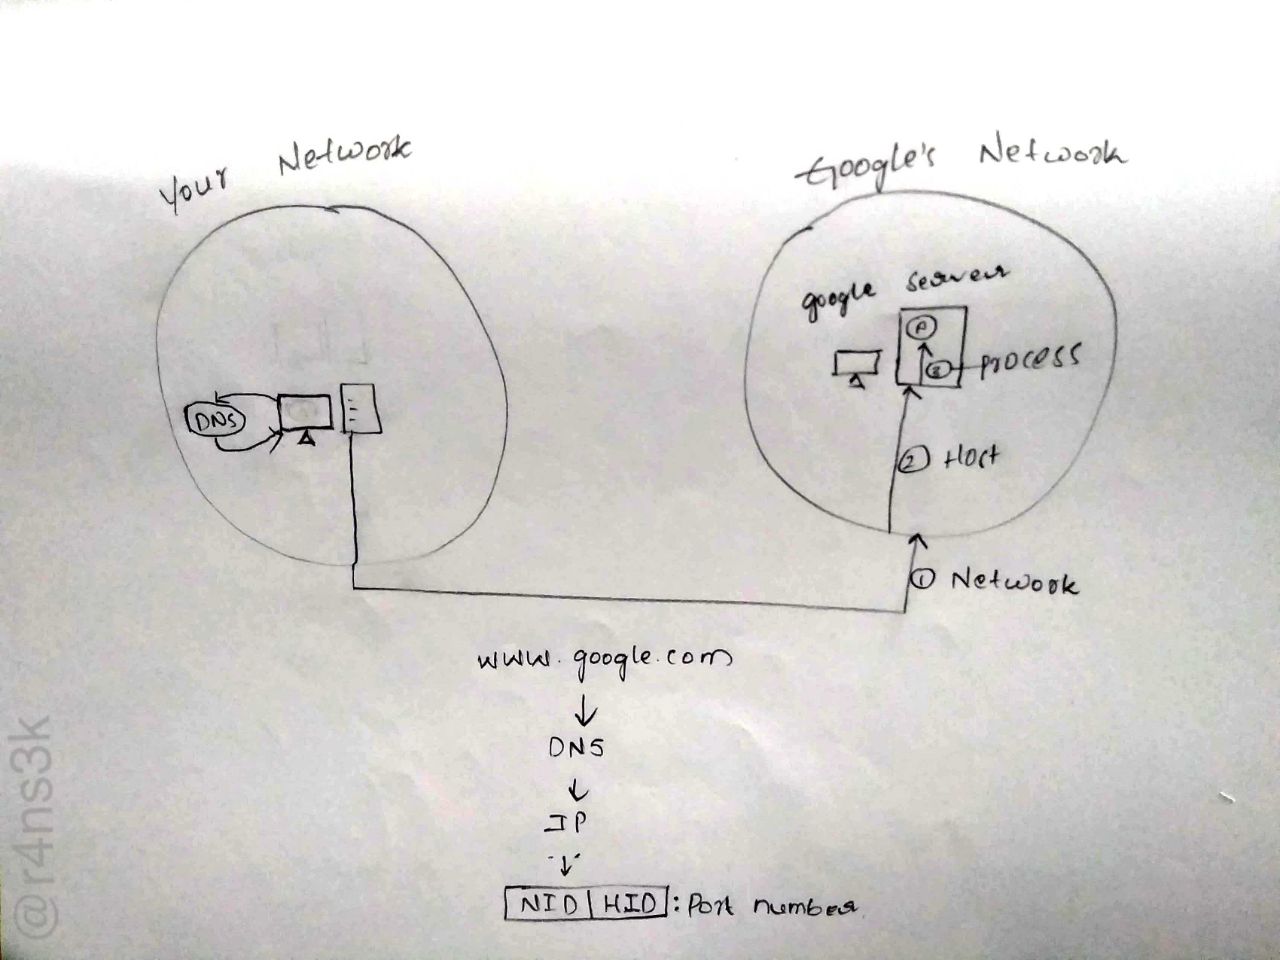 Your Network
Google's Network
google server
P
3 process
DNS
2 Host
1 Network
www.google.com
DNS
IP
NID HID : Port number
@r4ns3k